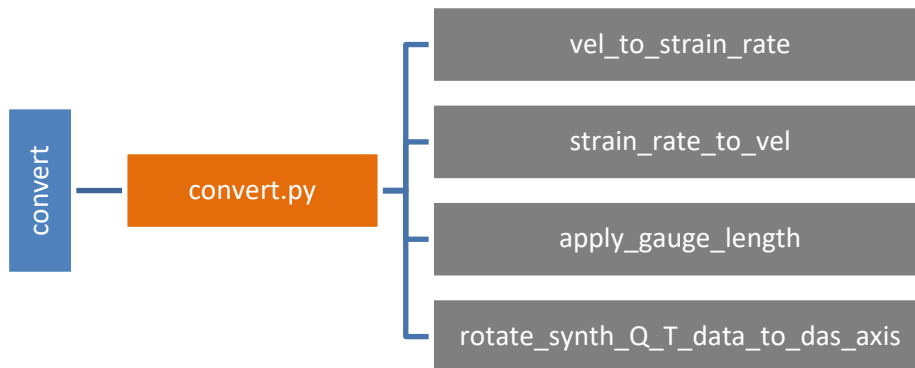 convert
convert.py
vel_to_strain_rate
strain_rate_to_vel
apply_gauge_length
rotate_synth_Q_T_data_to_das_axis